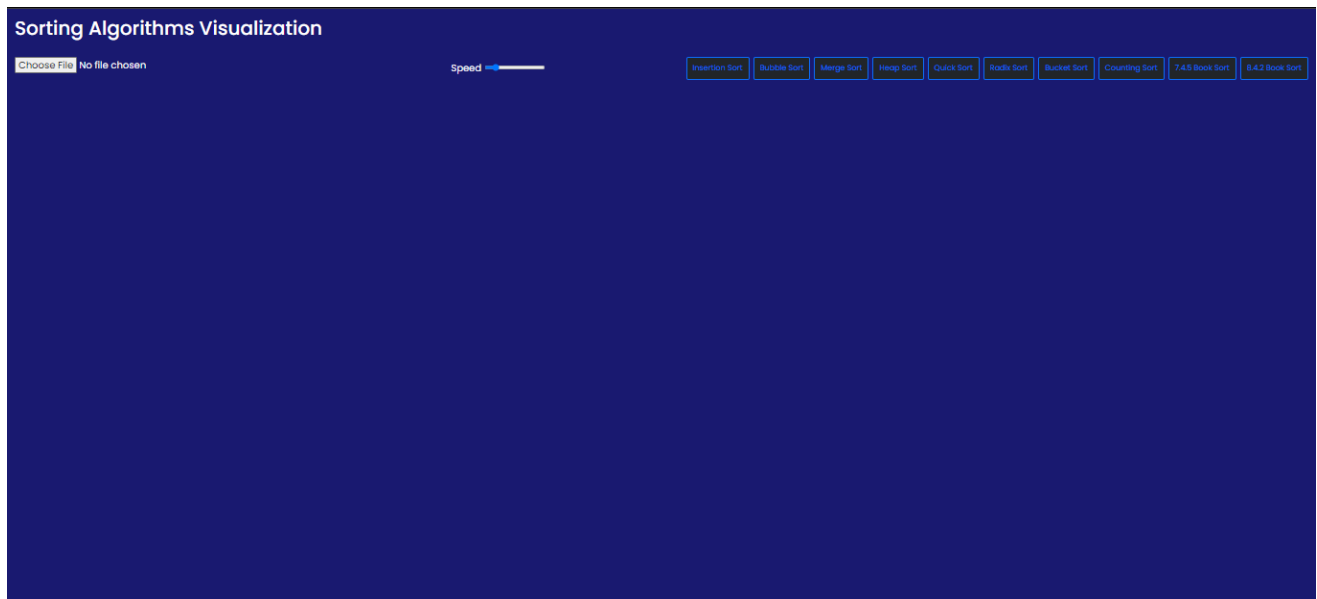 Sorting Algorithms Visualization
Choose File No file chosen Speed Insertion Sort Bubble Sort Merge Sort Heap Sort Quick Sort Radix Sort Bucket Sort Counting Sort 7.4.5 Book Sort 8.4.2 Book Sort